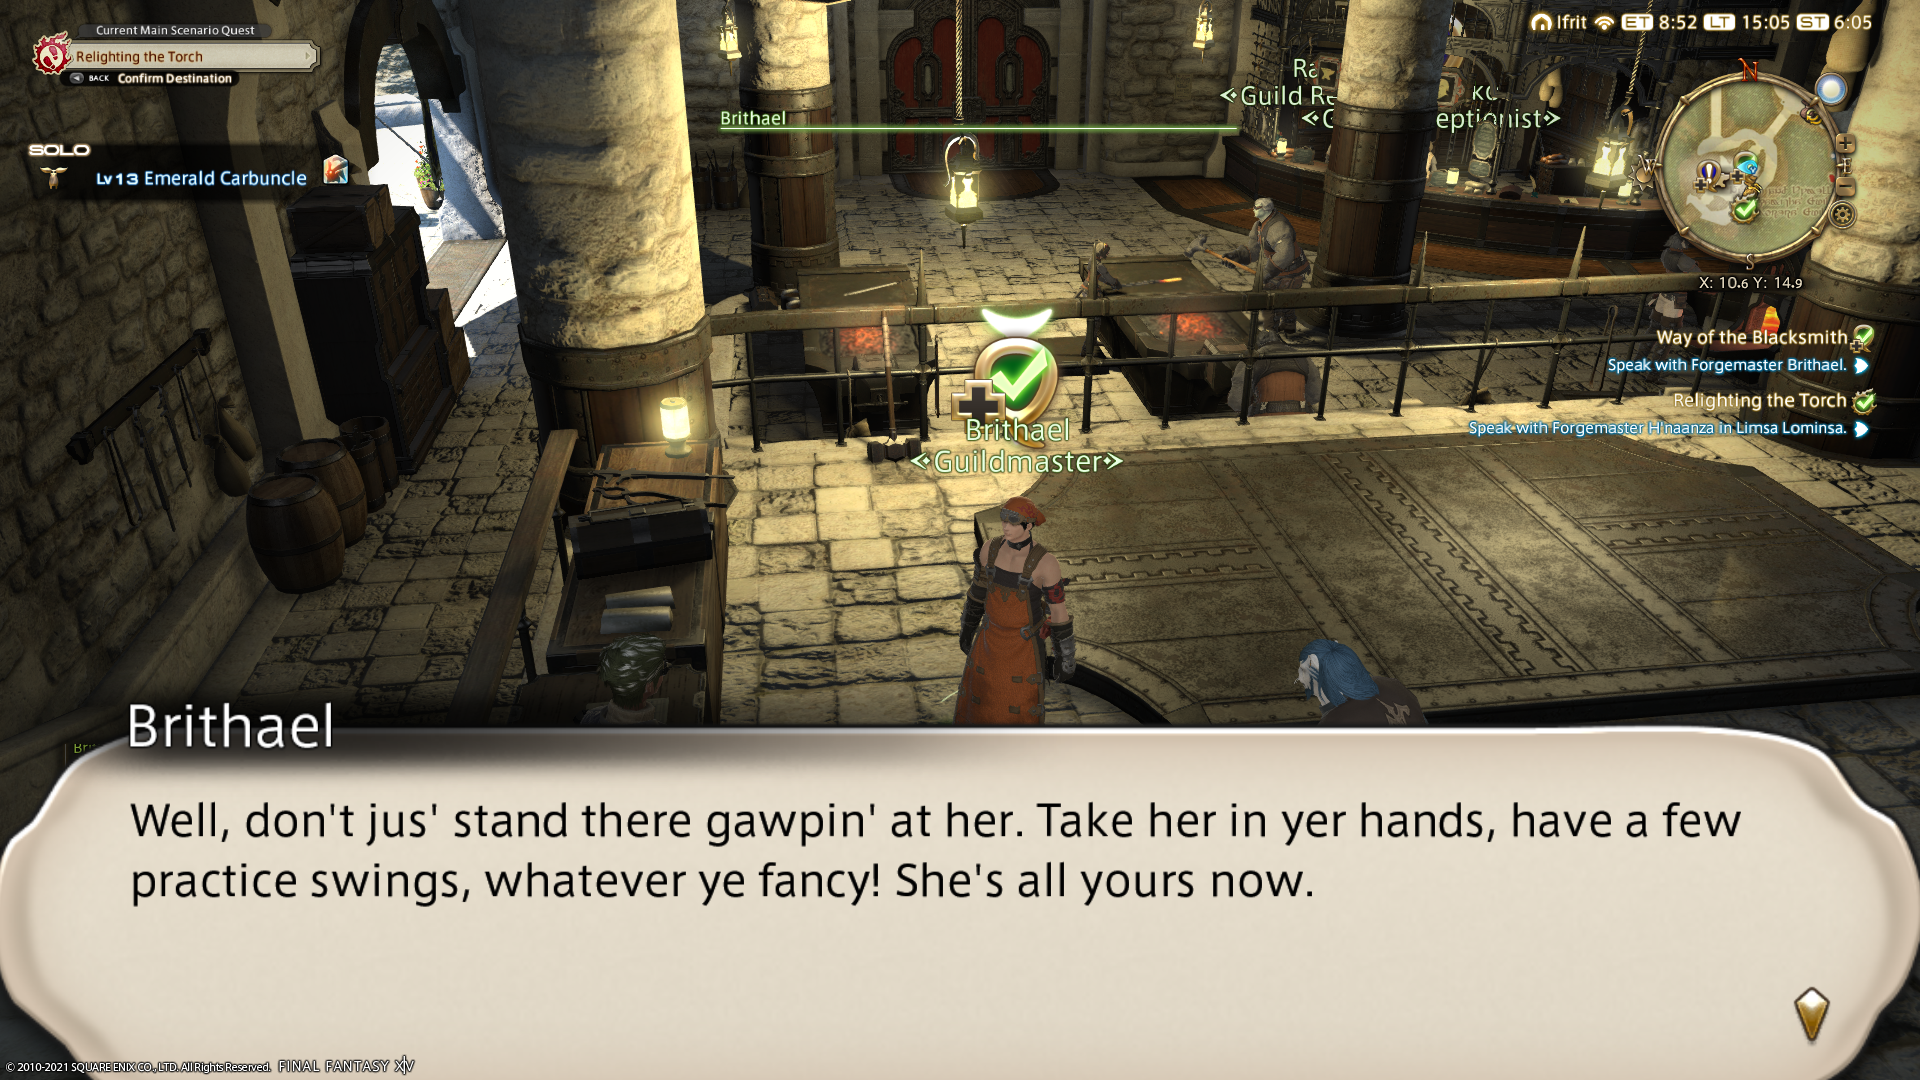 Current Main Scenario Quest
Relighting the Torch
BACK Confirm Destination
Ifrit ET 8:52 LT 15:05 ST 6:05
SOLO
Lv13 Emerald Carbuncle
Brithael
Guild
eptionist
N
W
S
X: 10.6 Y: 14.9
Way of the Blacksmith
Speak with Forgemaster Brithael.
Relighting the Torch
Speak with Forgemaster H'naanza in Limsa Lominsa.
Brithael
Guildmaster
Brithael
Well, don't jus' stand there gawpin' at her. Take her in yer hands, have a few
practice swings, whatever ye fancy! She's all yours now.
© 2010-2021 SQUARE ENIX CO., LTD. All Rights Reserved. FINAL FANTASY XIV